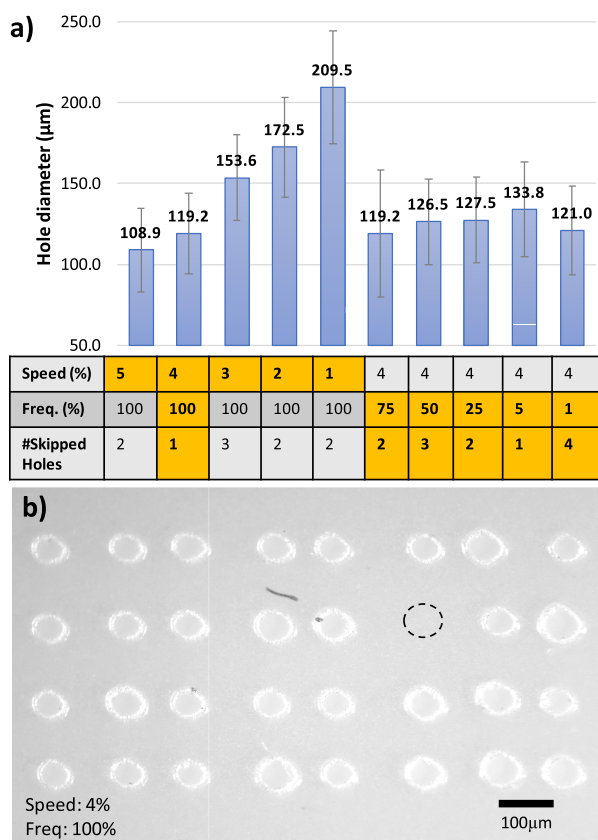 a)
Hole diameter (µm)
250.0
200.0
150.0
100.0
50.0
108.9
119.2
153.6
172.5
209.5
119.2
126.5
127.5
133.8
121.0
Speed (%) 5 4 3 2 1 4 4 4 4 4
Freq. (%) 100 100 100 100 100 75 50 25 5 1
#Skipped
Holes 2 1 3 2 2 2 3 2 1 4
b)
Speed: 4%
Freq: 100%
100µm